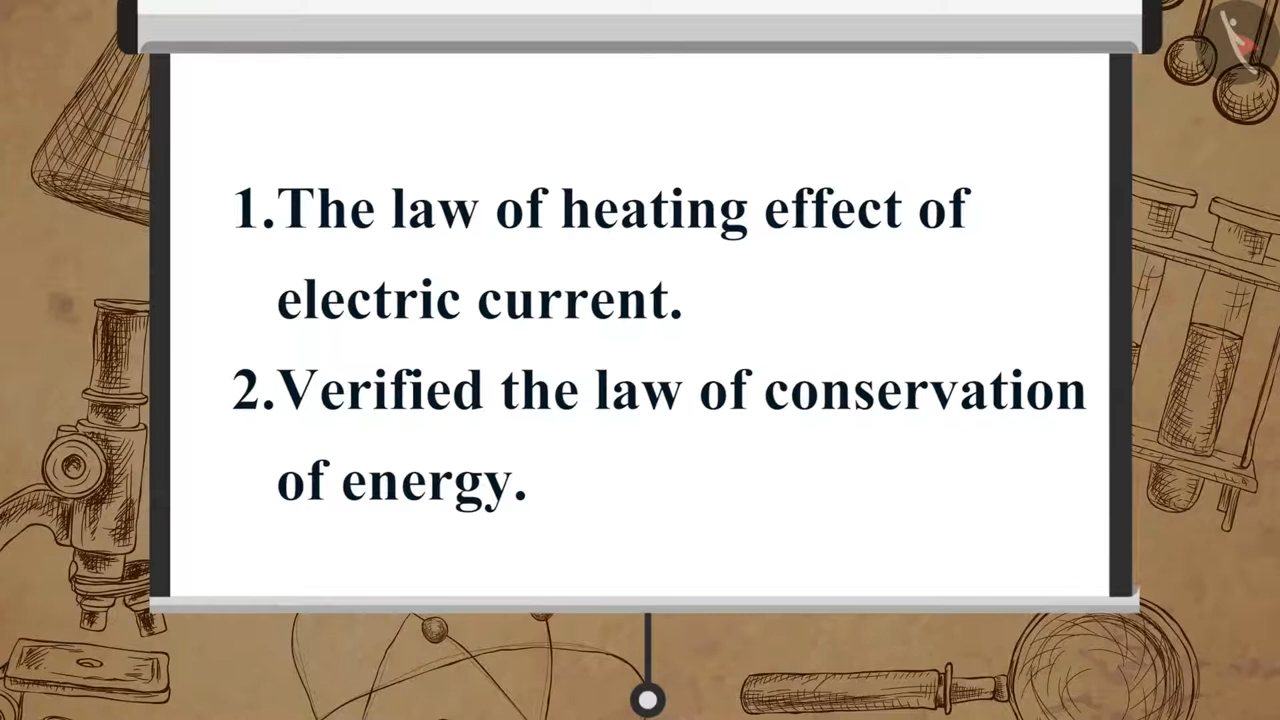 1.The law of heating effect of
electric current.
2.Verified the law of conservation
of energy.